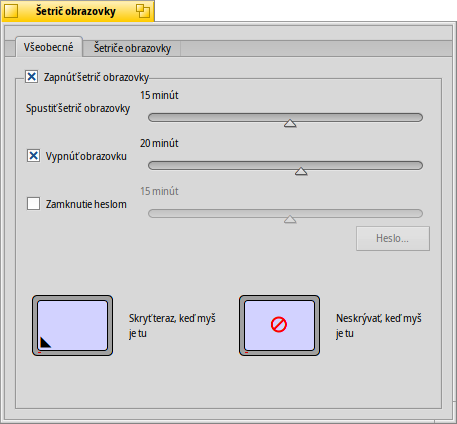 Šetrič obrazovky
Všeobecné
Šetriče obrazovky
Zapnúť šetrič obrazovky
15 minút
Spustiť šetrič obrazovky
20 minút
Vypnúť obrazovku
15 minút
Zamknutie heslom
Heslo...
Skryť teraz, keď myš
je tu
Neskrývať, keď myš
je tu